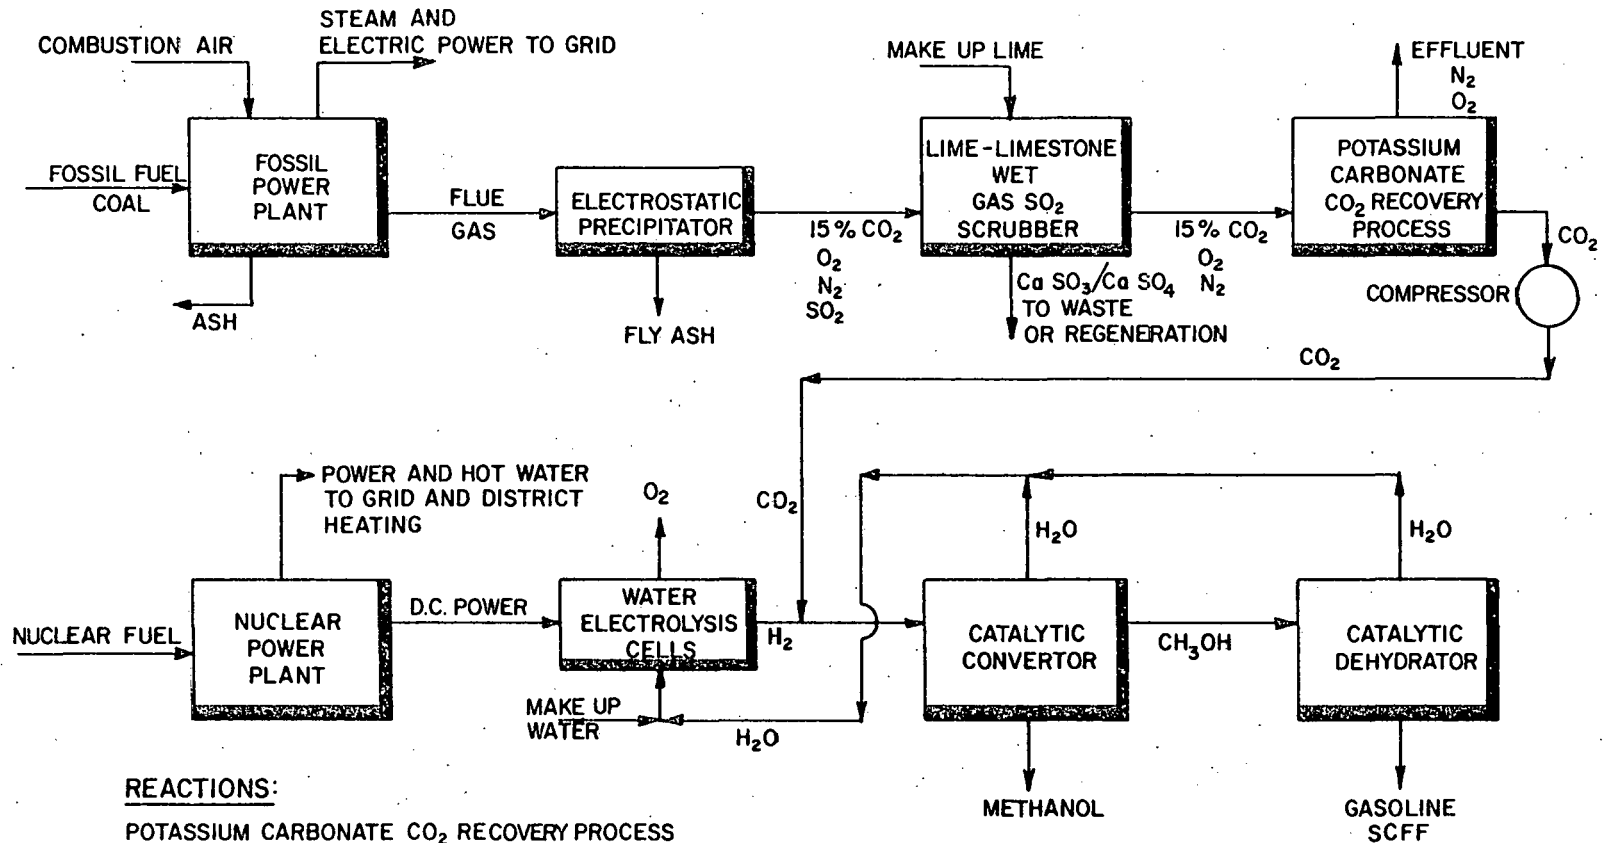 COMBUSTION AIR
STEAM AND
ELECTRIC POWER TO GRID
FOSSIL FUEL
COAL
FOSSIL
POWER
PLANT
ASH
FLUE
GAS
ELECTROSTATIC
PRECIPITATOR
FLY ASH
15% CO₂
O₂
N₂
SO₂
MAKE UP LIME
LIME-LIMESTONE
WET
GAS SO₂
SCRUBBER
Ca SO₃/Ca SO₄
TO WASTE
OR REGENERATION
15% CO₂
O₂
N₂
EFFLUENT
N₂
O₂
POTASSIUM
CARBONATE
CO₂ RECOVERY
PROCESS
CO₂
COMPRESSOR
CO₂
CO₂
POWER AND HOT WATER
TO GRID AND DISTRICT
HEATING
NUCLEAR FUEL
NUCLEAR
POWER
PLANT
D.C. POWER
O₂
WATER
ELECTROLYSIS
CELLS
H₂
MAKE UP
WATER
H₂O
CATALYTIC
CONVERTOR
H₂O
METHANOL
CH₃OH
CATALYTIC
DEHYDRATOR
H₂O
GASOLINE
SCFF
REACTIONS:
POTASSIUM CARBONATE CO₂ RECOVERY PROCESS